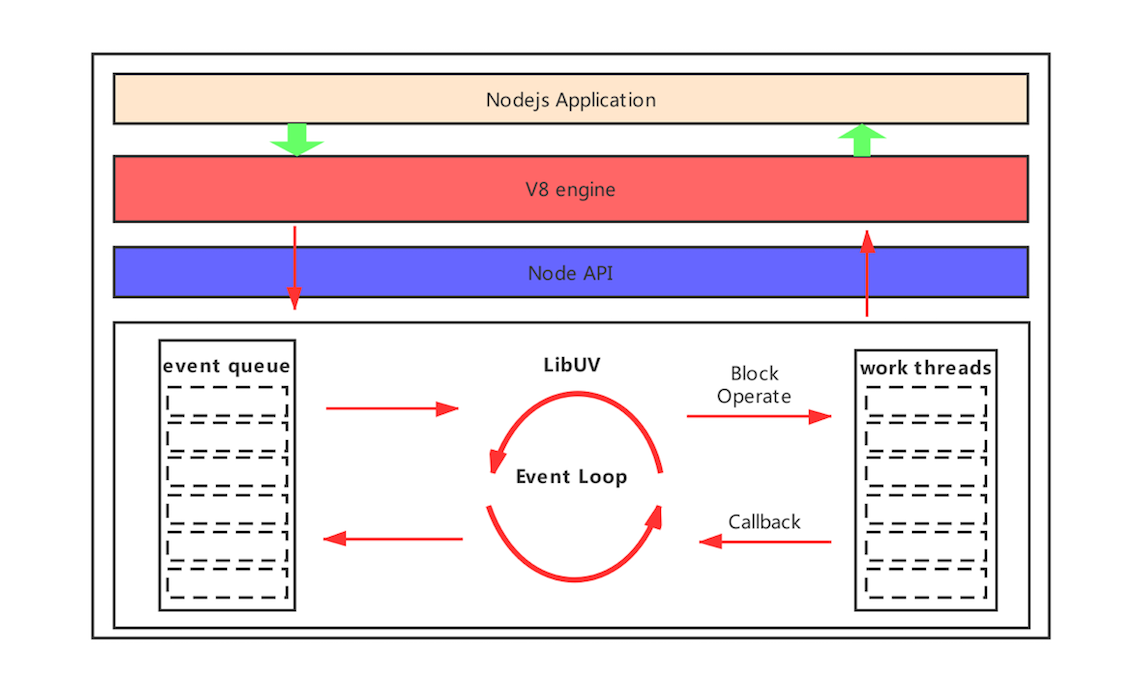 Nodejs Application
V8 engine
Node API
event queue
LibUV
Event Loop
Block
Operate
Callback
work threads